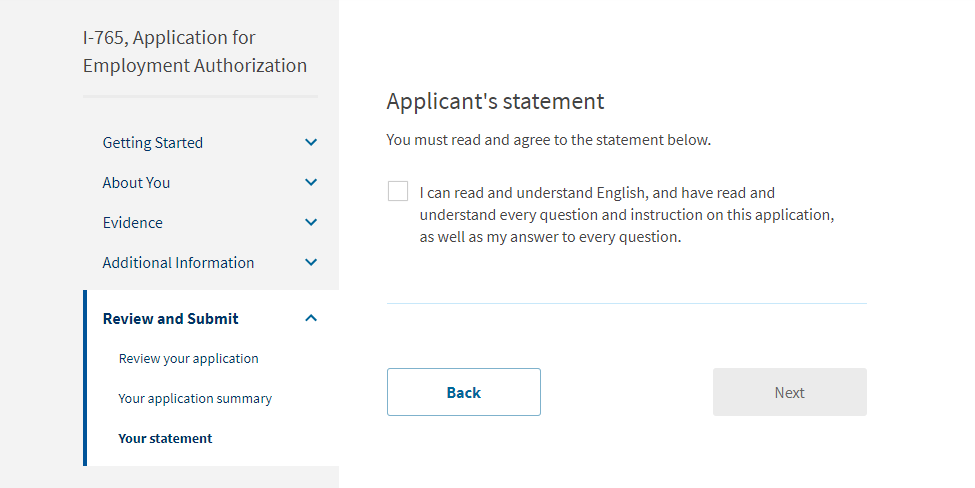 I-765, Application for
Employment Authorization
Getting Started
About You
Evidence
Additional Information
Review and Submit
Review your application
Your application summary
Your statement
Applicant's statement
You must read and agree to the statement below.
I can read and understand English, and have read and
understand every question and instruction on this application,
as well as my answer to every question.
Back
Next